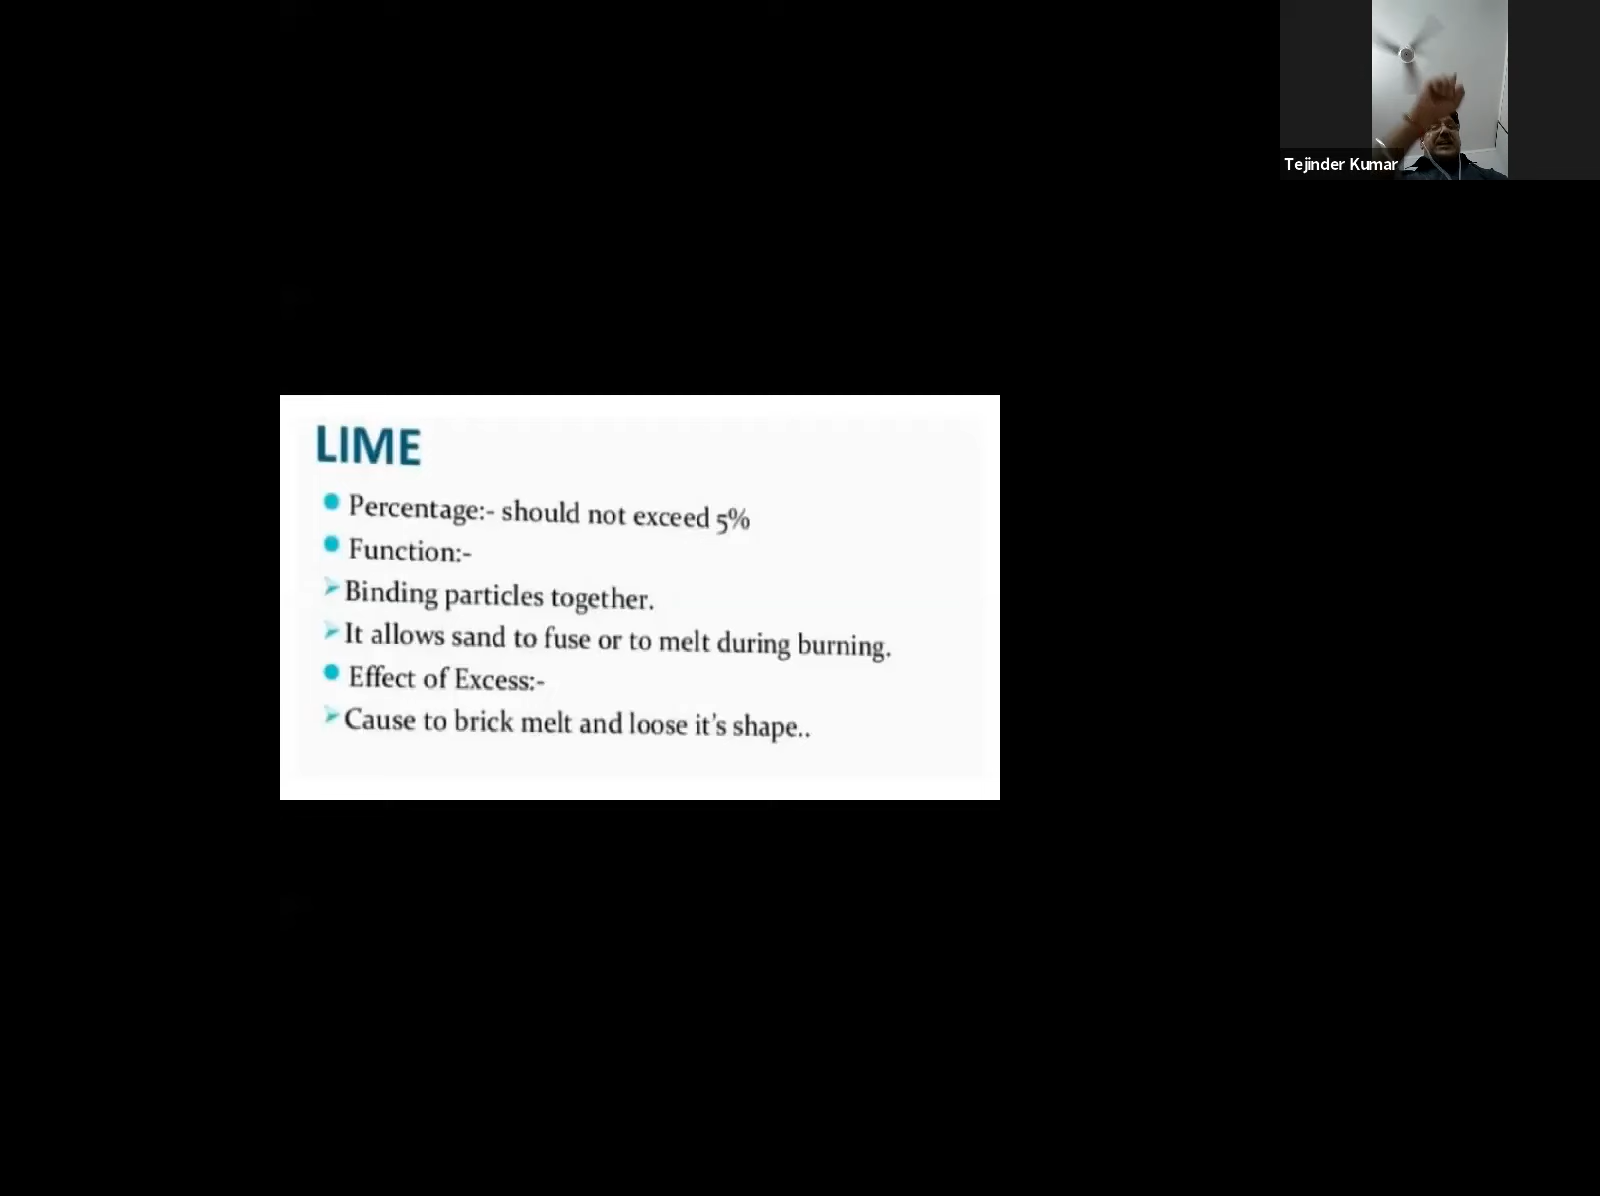 Tejinder Kumar
LIME
Percentage:- should not exceed 5%
Function:-
Binding particles together.
It allows sand to fuse or to melt during burning.
Effect of Excess:-
Cause to brick melt and loose it's shape..